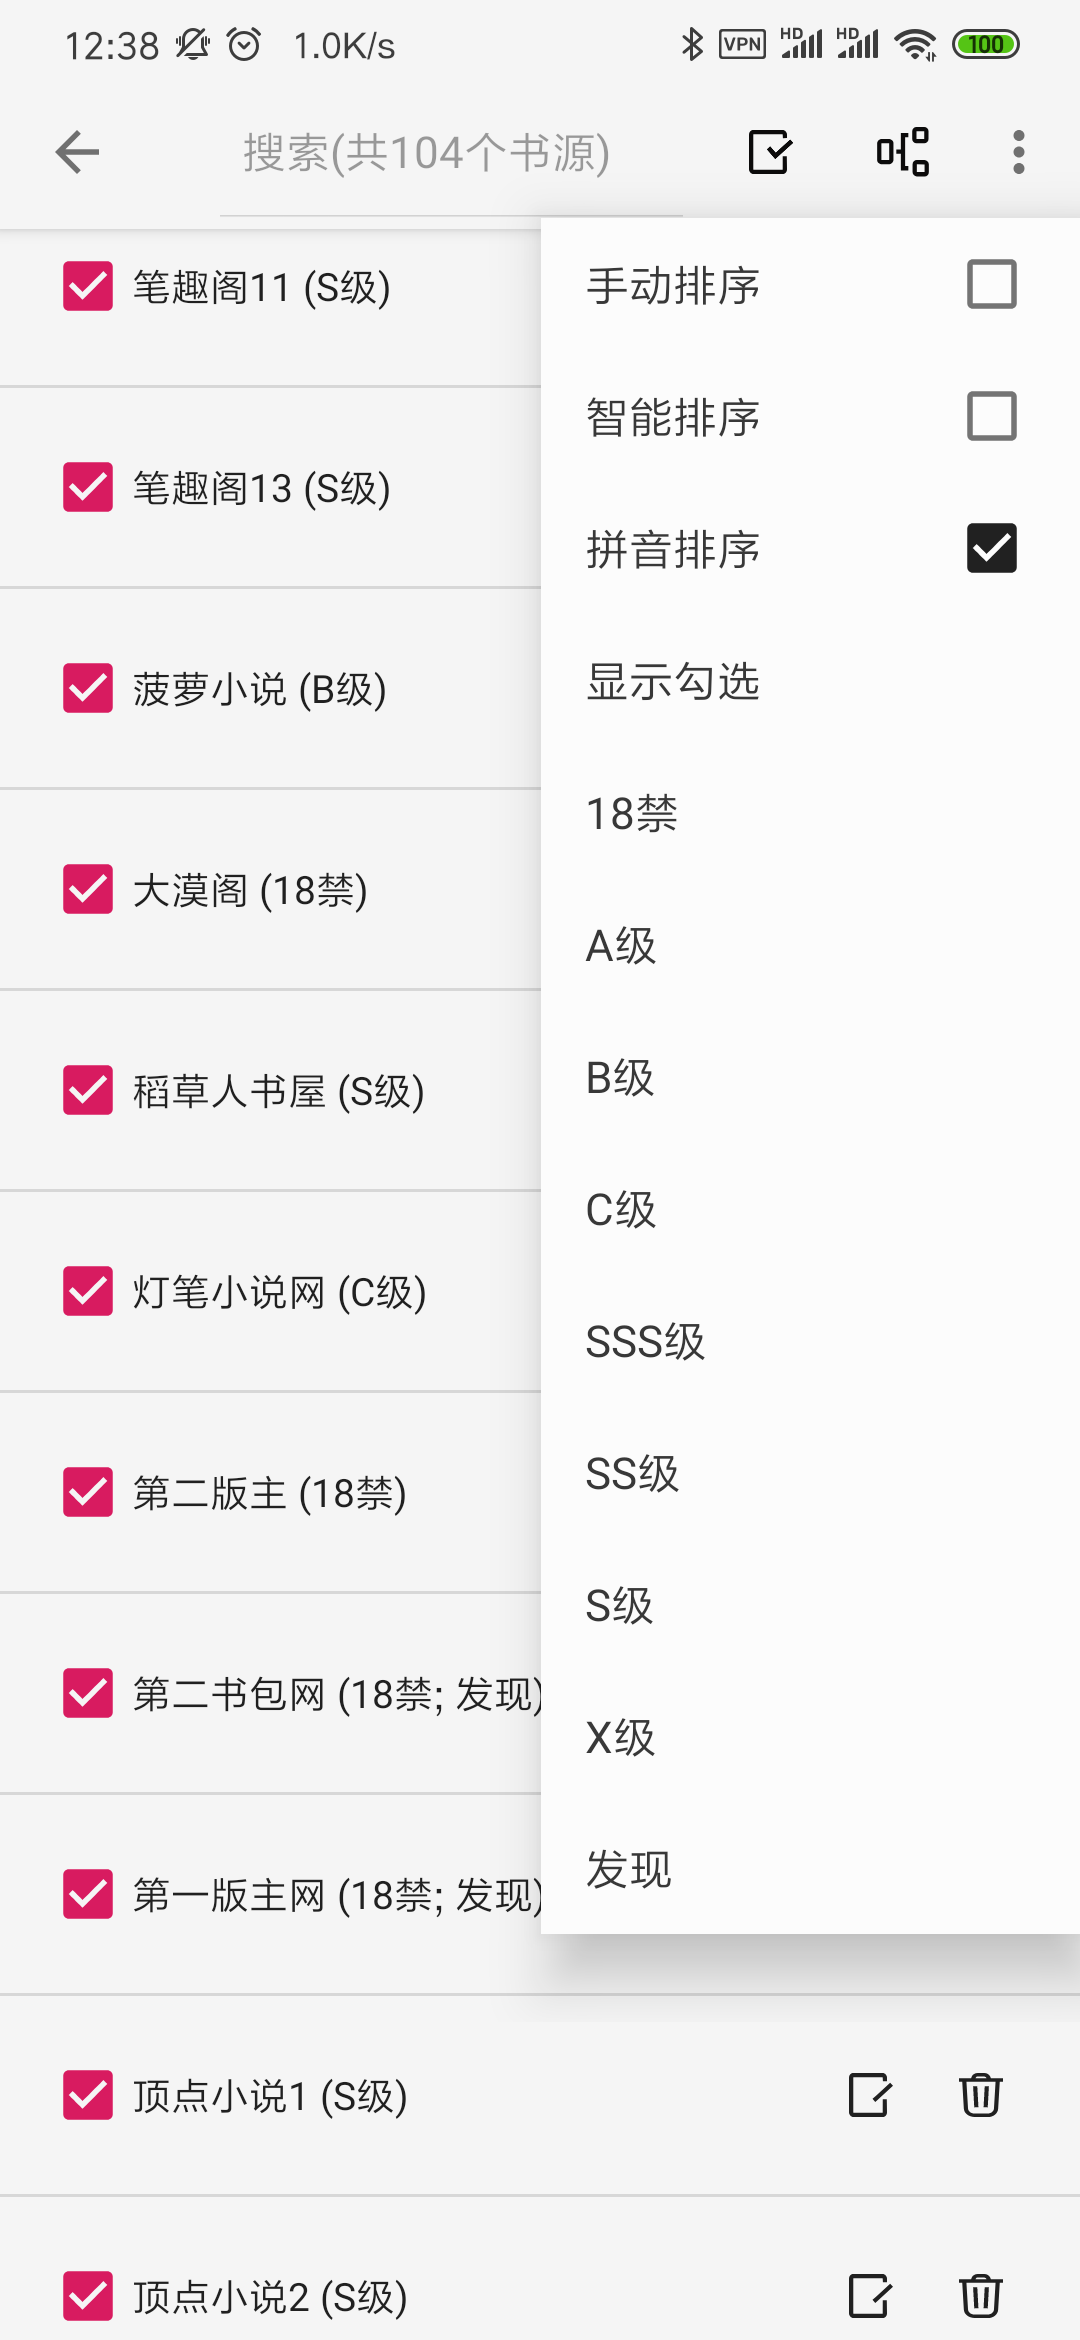 12:38 1.0K/s VPN HD HD 100
搜索(共104个书源)
笔趣阁11 (S级)
笔趣阁13 (S级)
菠萝小说 (B级)
大漠阁 (18禁)
稻草人书屋 (S级)
灯笔小说网 (C级)
第二版主 (18禁)
第二书包网 (18禁; 发现)
第一版主网 (18禁; 发现)
顶点小说1 (S级)
顶点小说2 (S级)
手动排序
智能排序
拼音排序
显示勾选
18禁
A级
B级
C级
SSS级
SS级
S级
X级
发现